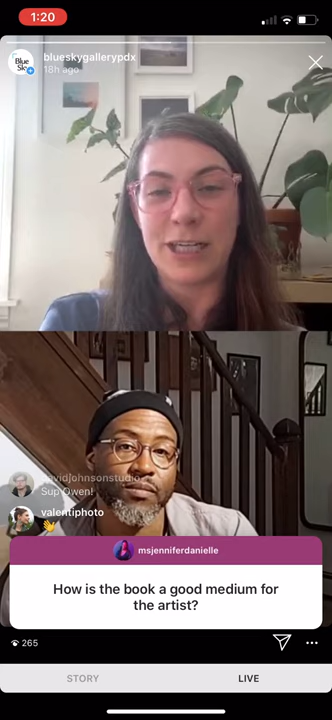 1:20
Blue
Sky
blueskygallerypdx
18h ago
davidjohnsonstudio
Sup Owen!
valentiphoto
👋
msjenniferdanielle
How is the book a good medium for
the artist?
265
STORY
LIVE